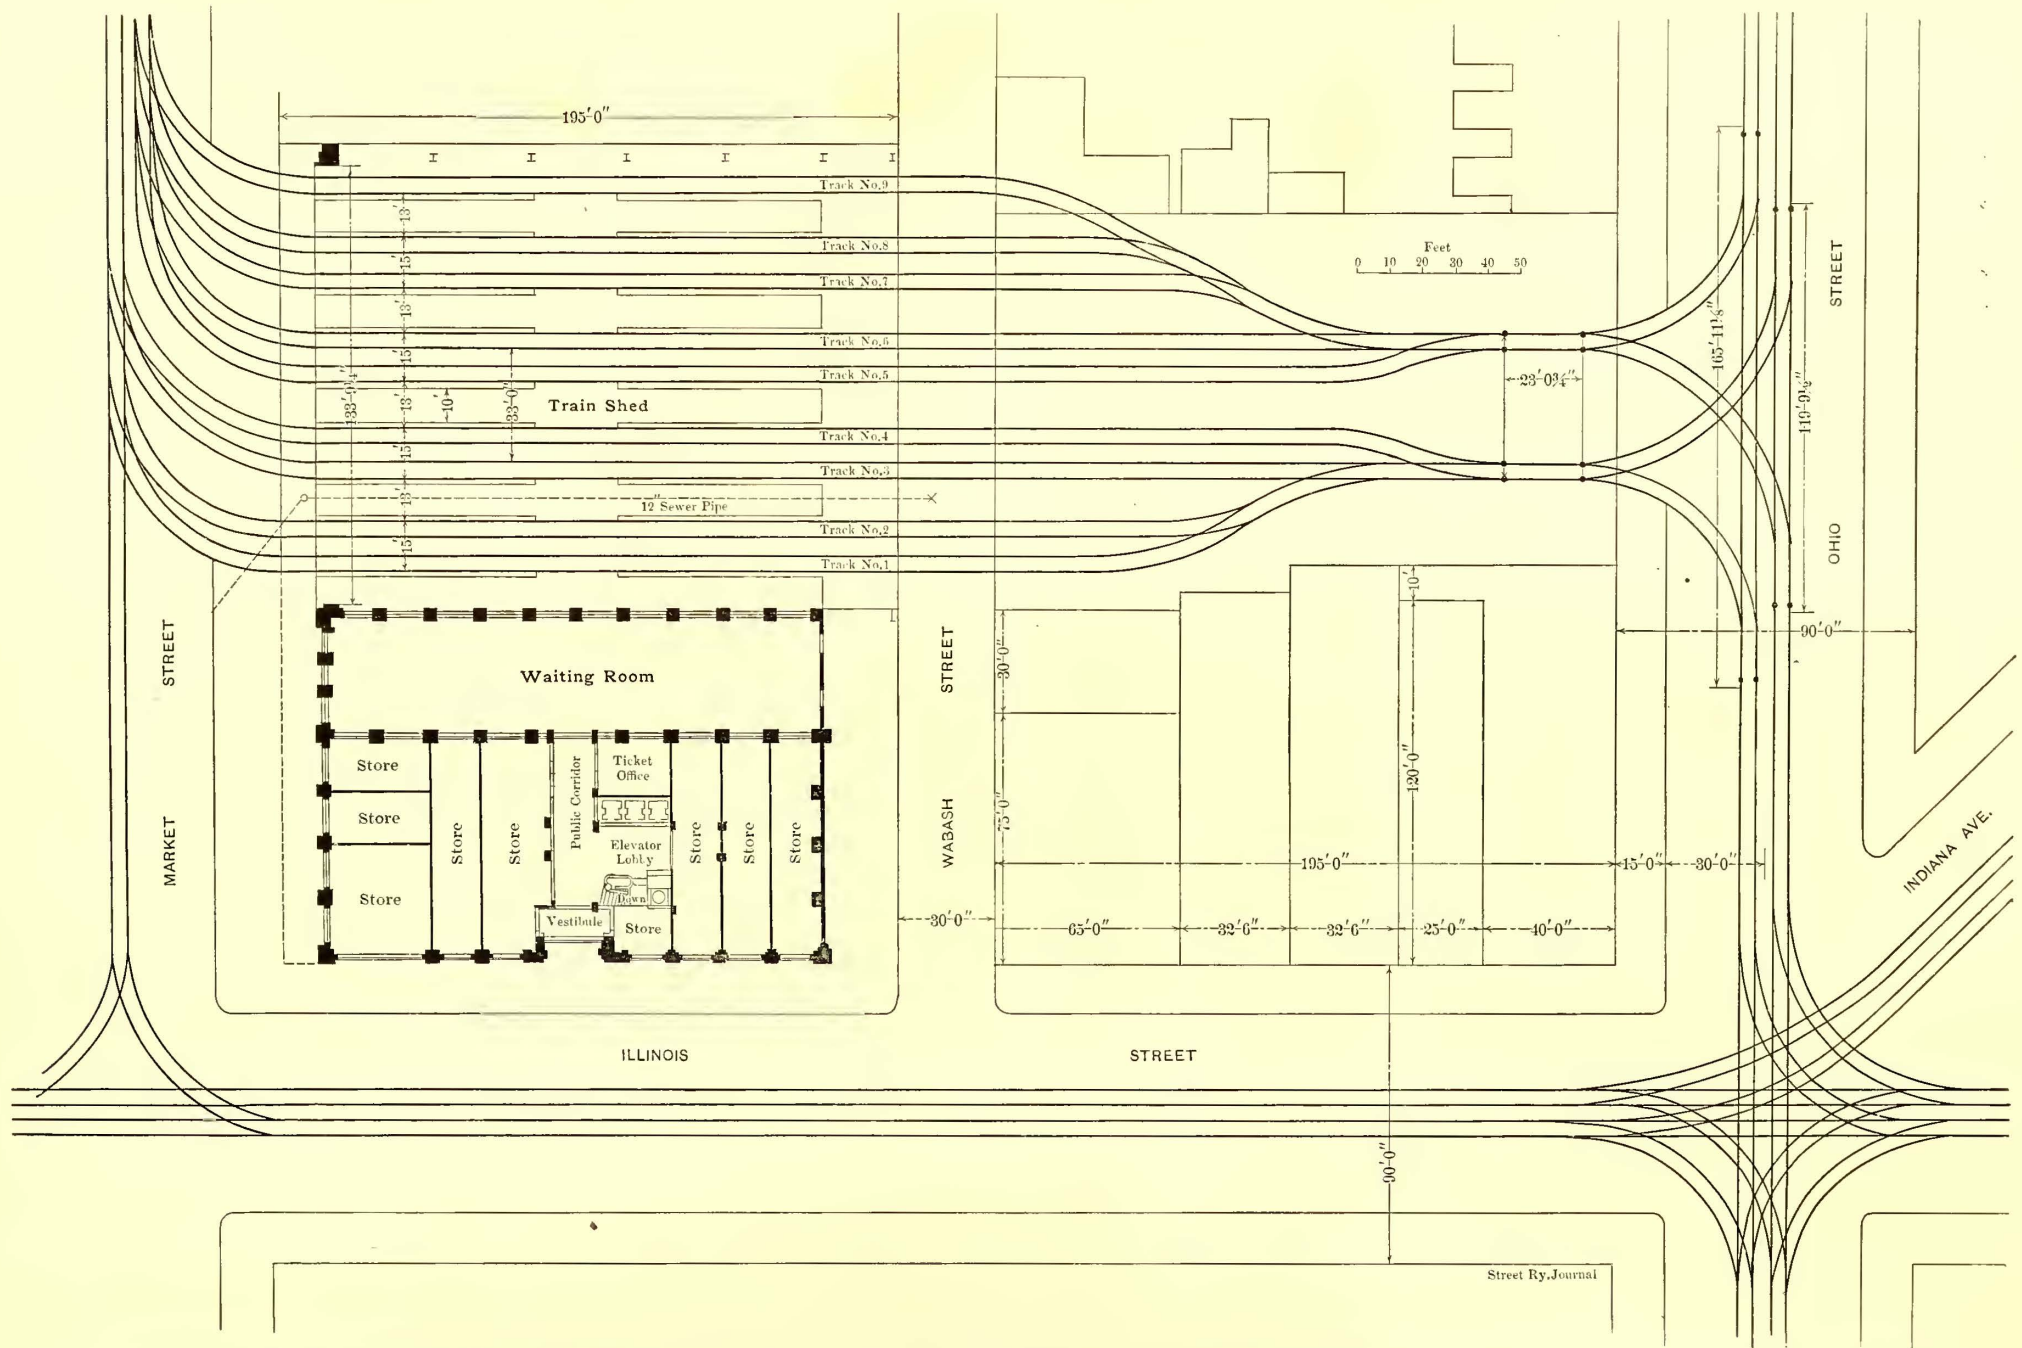 195'-0"
Track No.9
13'
Track No.8
15'
Track No.7
13'
Track No.6
15'
Track No.5
133'-9¼"
13'
10'
33'-0"
Train Shed
Track No.4
15'
Track No.3
13'
12" Sewer Pipe
Track No.2
15'
Track No.1
Feet
0 10 20 30 40 50
23'-0¾"
165'-11⅛"
119'-9½"
OHIO STREET
90'-0"
MARKET STREET
Waiting Room
Store
Store
Store
Store
Store
Public Corridor
Ticket
Office
Elevator
Lobby
Down
Vestibule
Store
Store
Store
Store
WABASH STREET
30'-0"
30'-0"
75'-0"
10'
120'-0"
195'-0"
15'-0"
30'-0"
65'-0"
32'-6"
32'-6"
25'-0"
40'-0"
INDIANA AVE.
ILLINOIS STREET
90'-0"
Street Ry. Journal